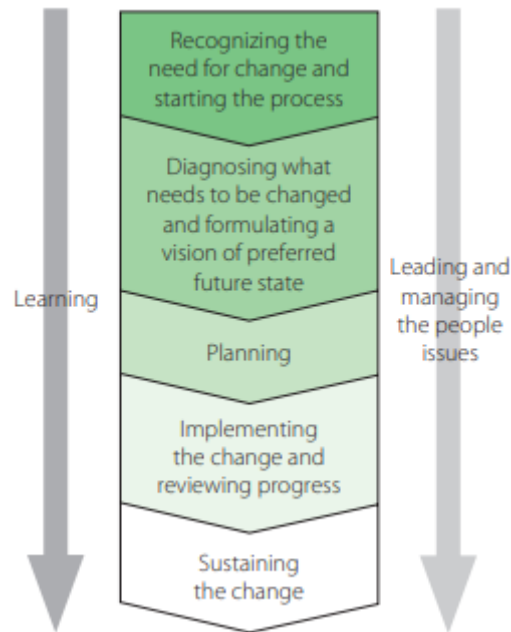 Recognizing the
need for change and
starting the process
Diagnosing what
needs to be changed
and formulating a
vision of preferred
future state
Learning
Leading and
managing
the people
issues
Planning
Implementing
the change and
reviewing progress
Sustaining
the change